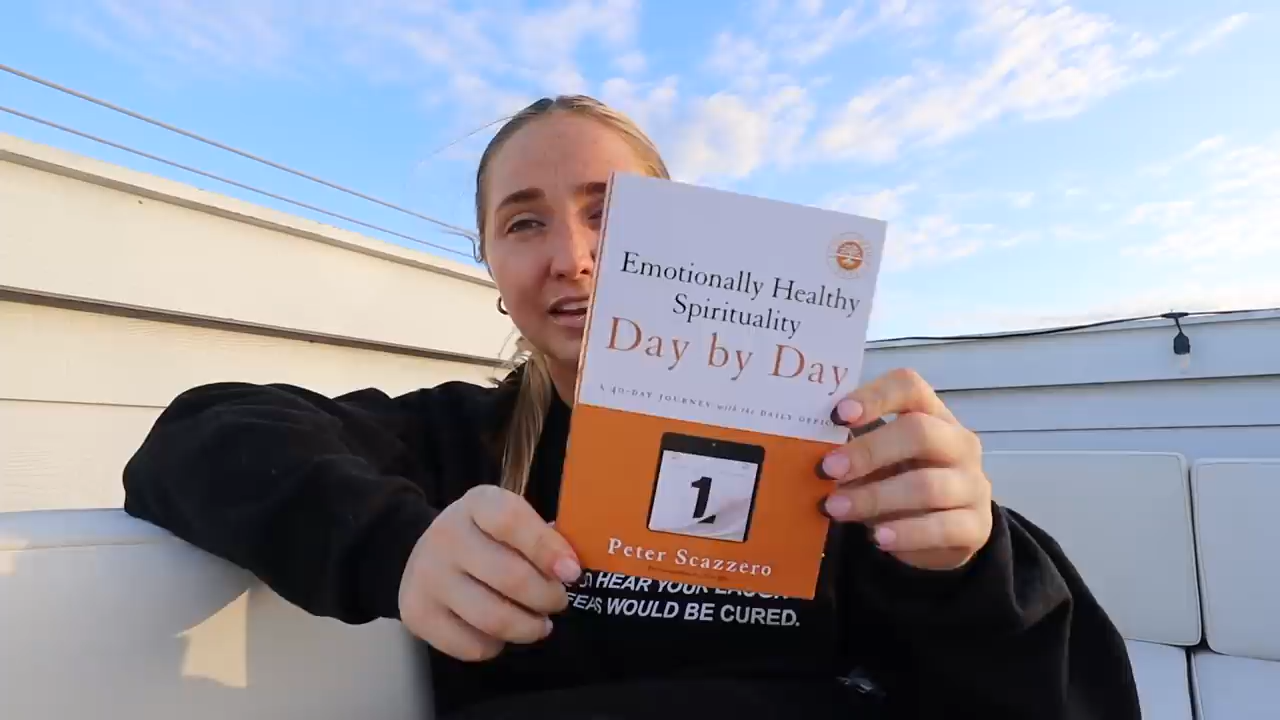 Emotionally Healthy
Spirituality
Day by Day
A 40-DAY JOURNEY with the DAILY OFFICE
1
Peter Scazzero
HEAR YOUR LAUGH
WOULD BE CURED.